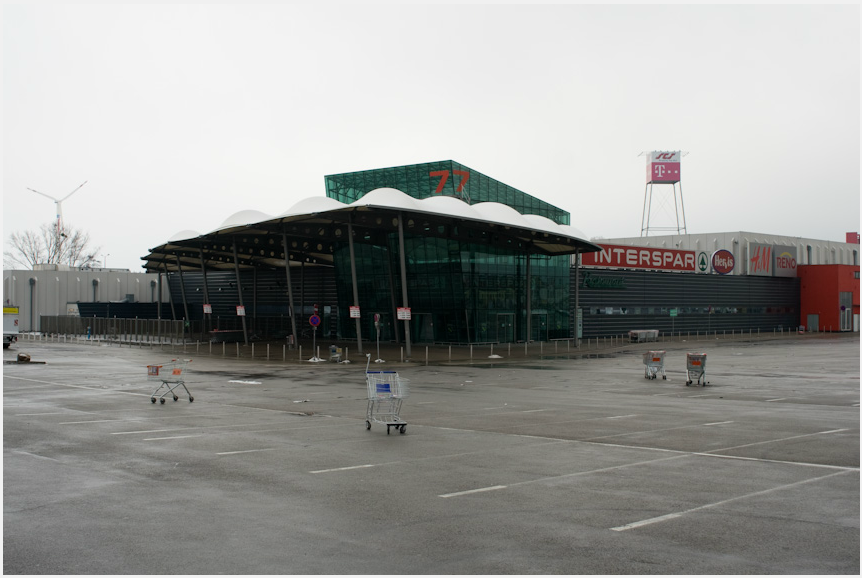 77
T
INTERSPAR
Hervis
H&M
RENO